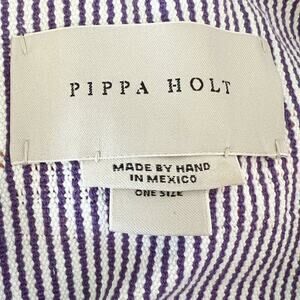 PIPPA HOLT
MADE BY HAND
IN MEXICO
ONE SIZE